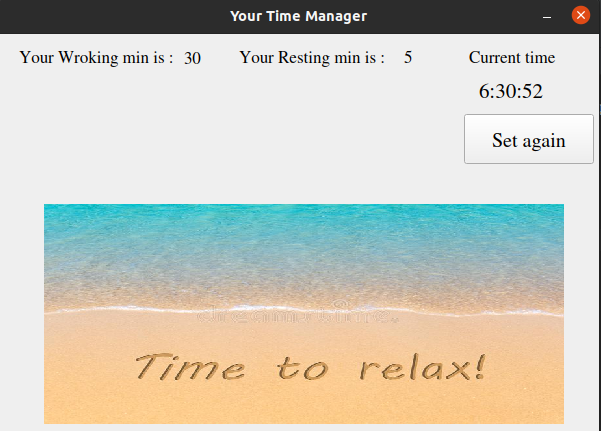 Your Time Manager
Your Wroking min is : 30 Your Resting min is : 5 Current time
6:30:52
Set again
Time to relax!